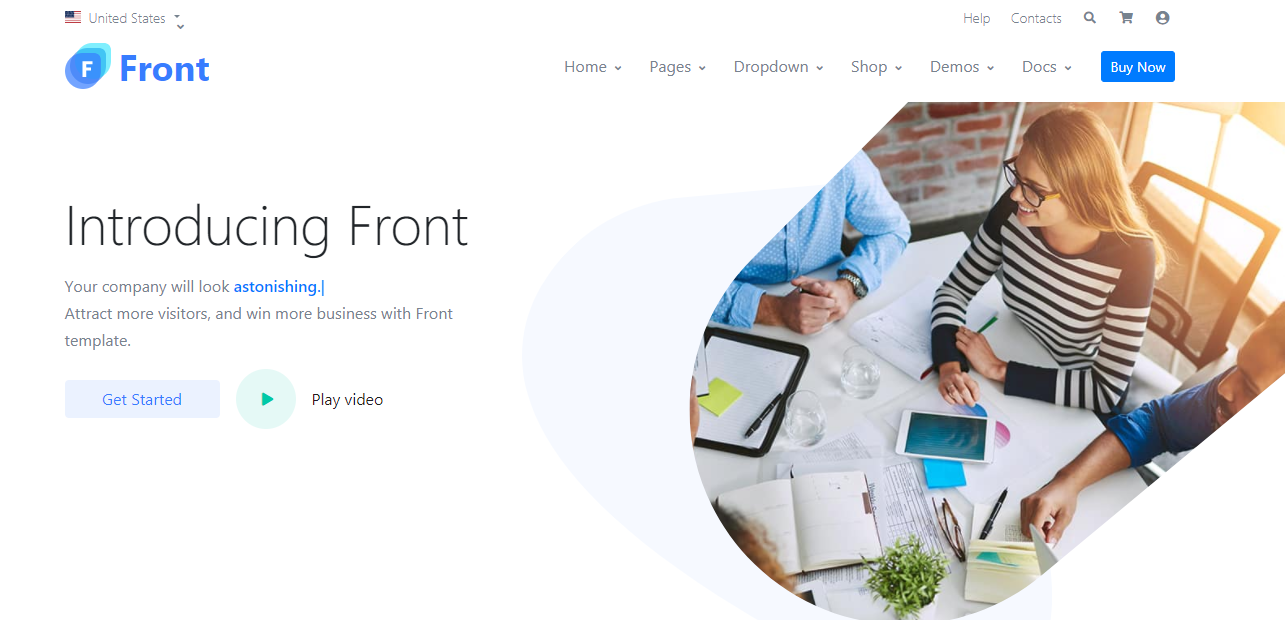 United States
Help Contacts
F Front
Home Pages Dropdown Shop Demos Docs Buy Now
Introducing Front
Your company will look astonishing.|
Attract more visitors, and win more business with Front
template.
Get Started Play video